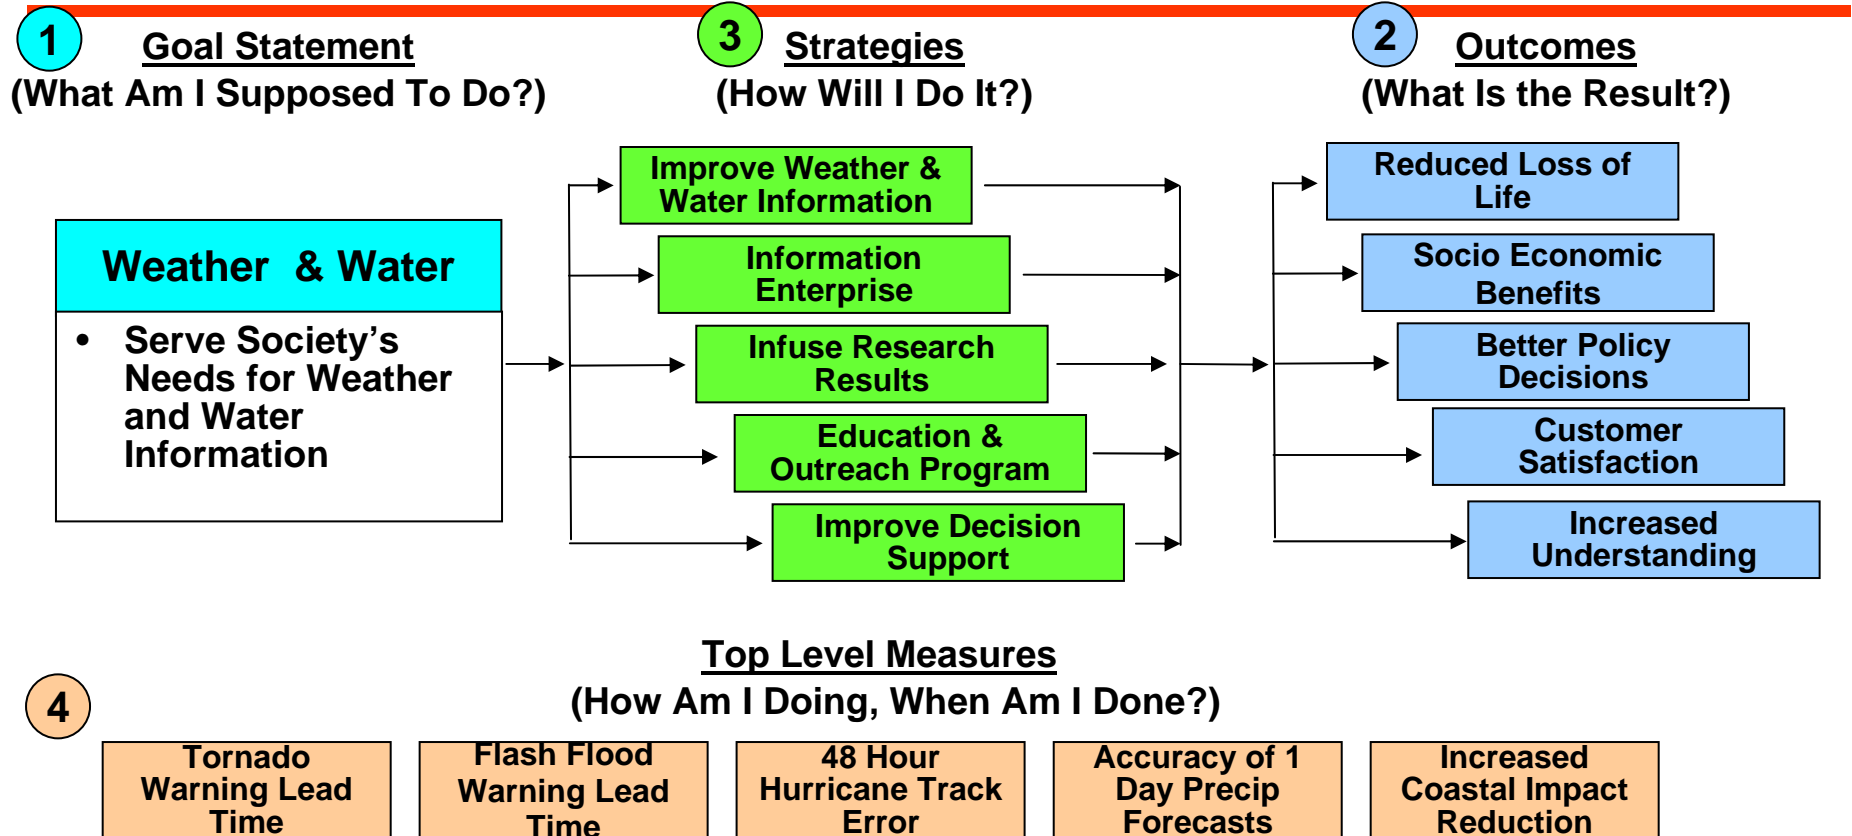 1
Goal Statement
(What Am I Supposed To Do?)
3
Strategies
(How Will I Do It?)
2
Outcomes
(What Is the Result?)
Weather & Water
• Serve Society’s
Needs for Weather
and Water
Information
Improve Weather &
Water Information
Information
Enterprise
Infuse Research
Results
Education &
Outreach Program
Improve Decision
Support
Reduced Loss of
Life
Socio Economic
Benefits
Better Policy
Decisions
Customer
Satisfaction
Increased
Understanding
Top Level Measures
(How Am I Doing, When Am I Done?)
4
Tornado
Warning Lead
Time
Flash Flood
Warning Lead
Time
48 Hour
Hurricane Track
Error
Accuracy of 1
Day Precip
Forecasts
Increased
Coastal Impact
Reduction